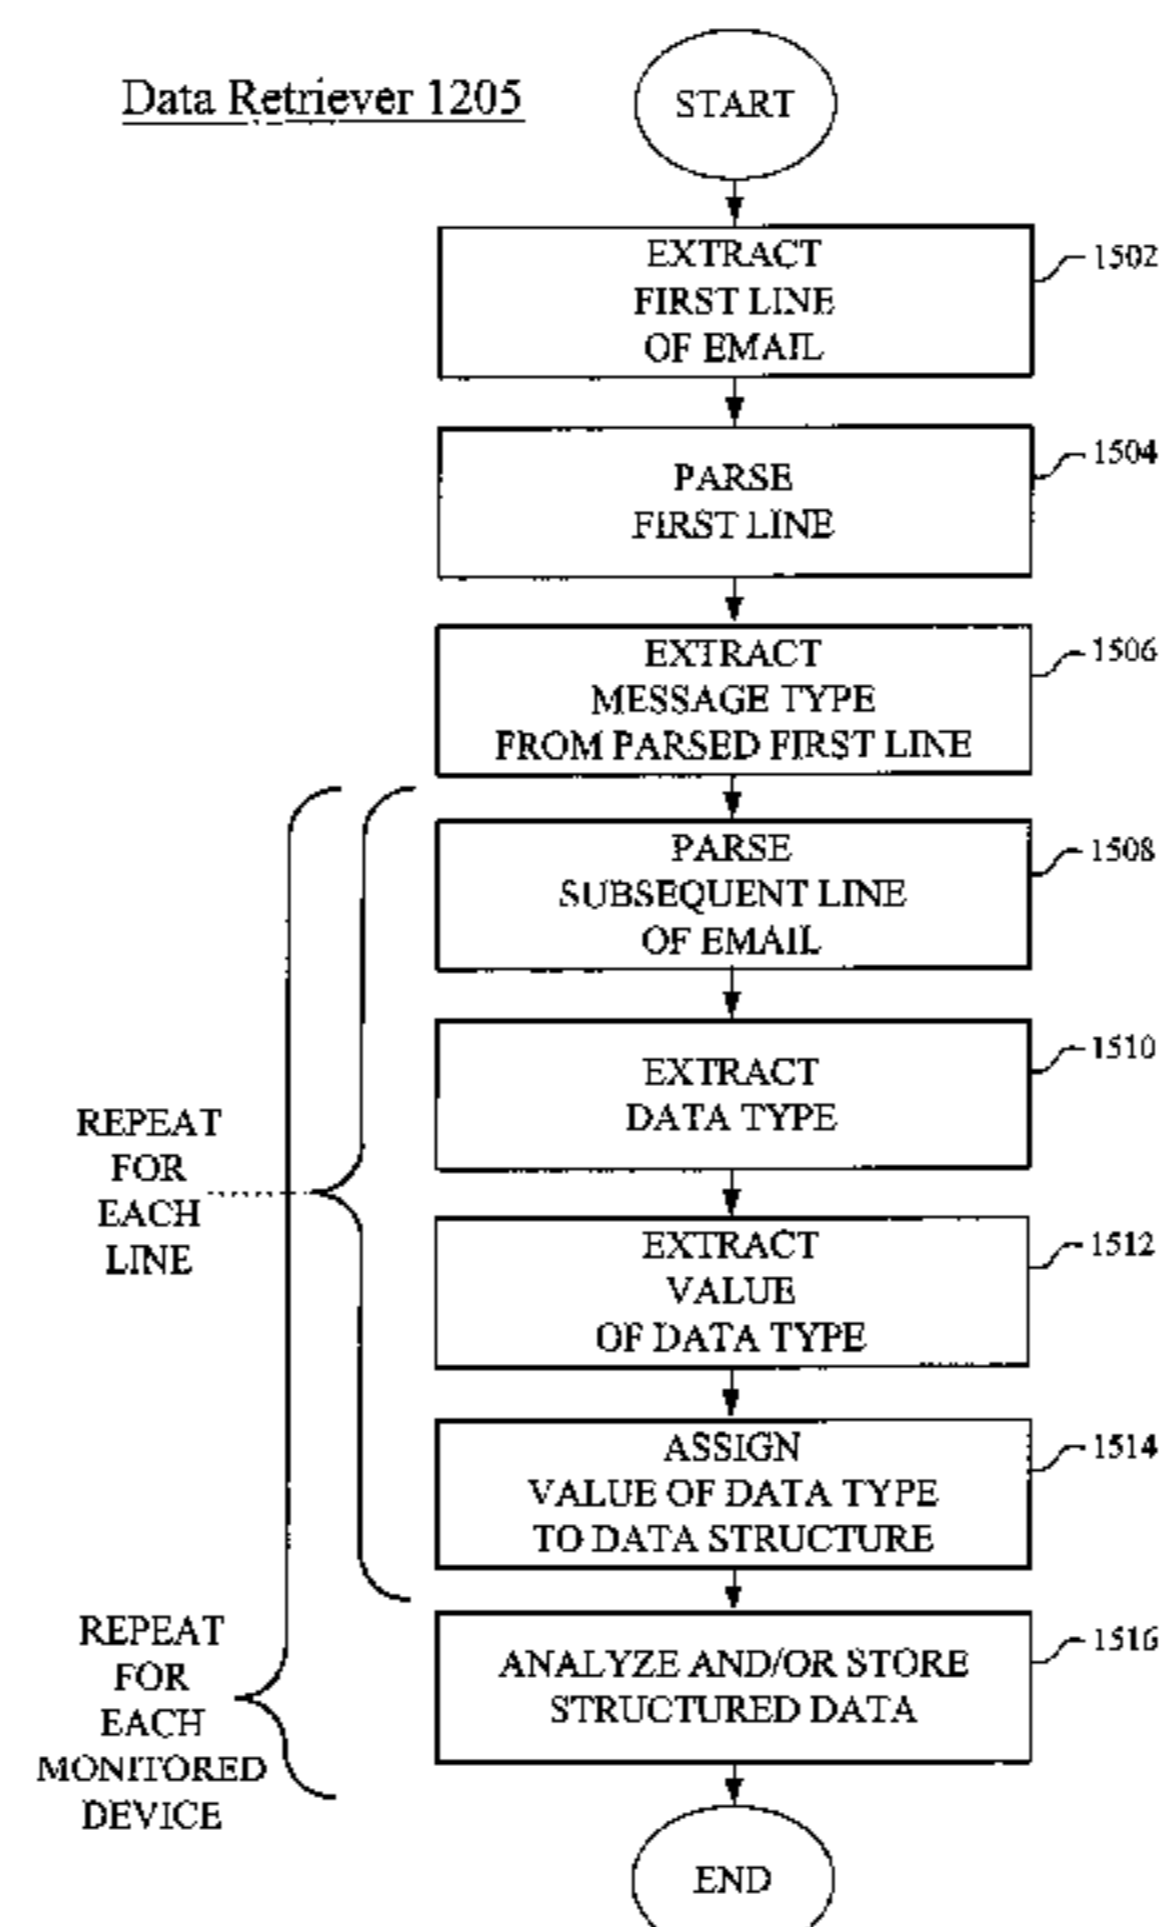 Data Retriever 1205
START
EXTRACT
FIRST LINE
OF EMAIL
1502
PARSE
FIRST LINE
1504
EXTRACT
MESSAGE TYPE
FROM PARSED FIRST LINE
1506
PARSE
SUBSEQUENT LINE
OF EMAIL
1508
EXTRACT
DATA TYPE
1510
REPEAT
FOR
EACH
LINE
EXTRACT
VALUE
OF DATA TYPE
1512
ASSIGN
VALUE OF DATA TYPE
TO DATA STRUCTURE
1514
REPEAT
FOR
EACH
MONITORED
DEVICE
ANALYZE AND/OR STORE
STRUCTURED DATA
1516
END